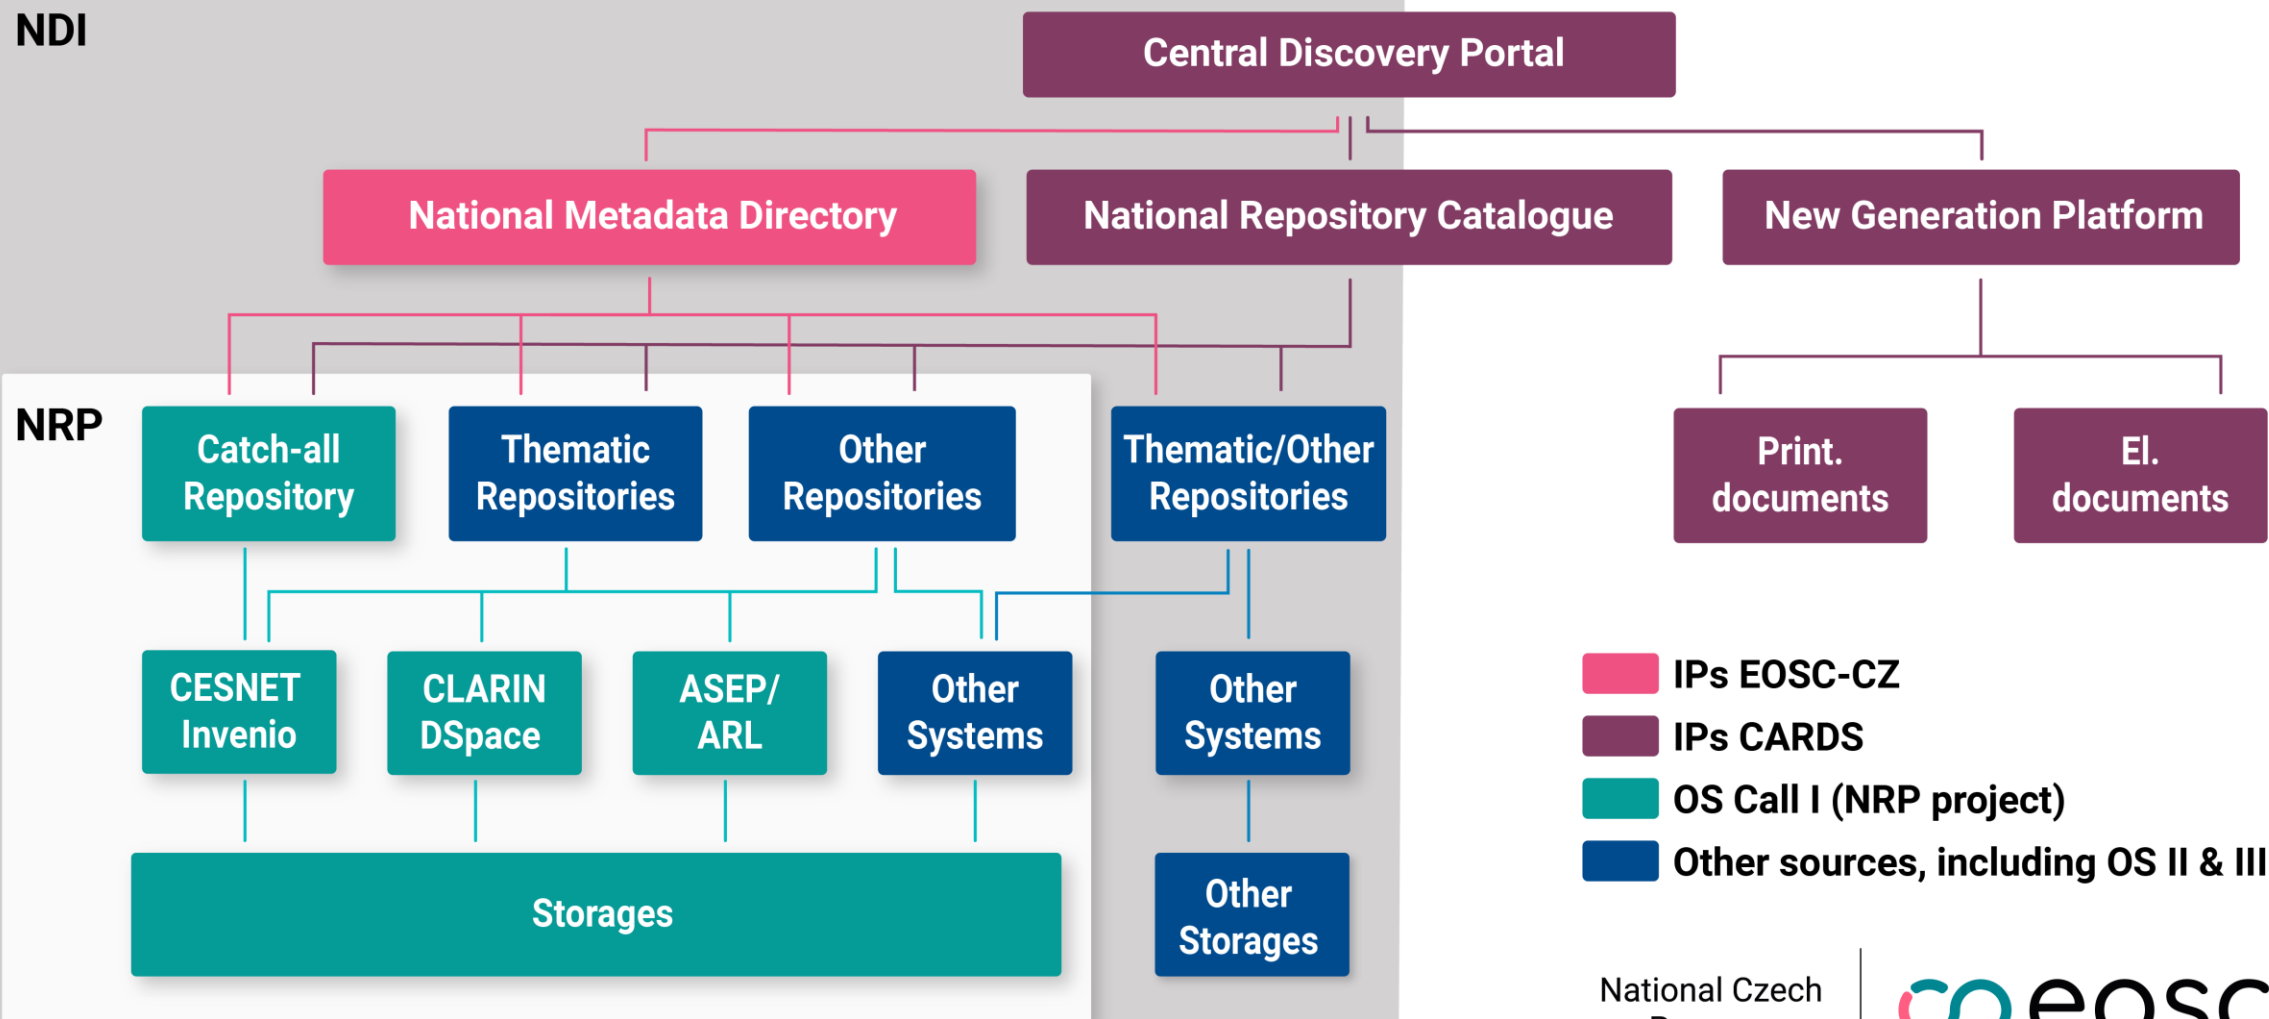 NDI
Central Discovery Portal
National Metadata Directory
National Repository Catalogue
New Generation Platform
NRP
Catch-all
Repository
Thematic
Repositories
Other
Repositories
Thematic/Other
Repositories
Print.
documents
El.
documents
CESNET
Invenio
CLARIN
DSpace
ASEP/
ARL
Other
Systems
Other
Systems
Storages
Other
Storages
IPs EOSC-CZ
IPs CARDS
OS Call I (NRP project)
Other sources, including OS II & III
National Czech
eosc